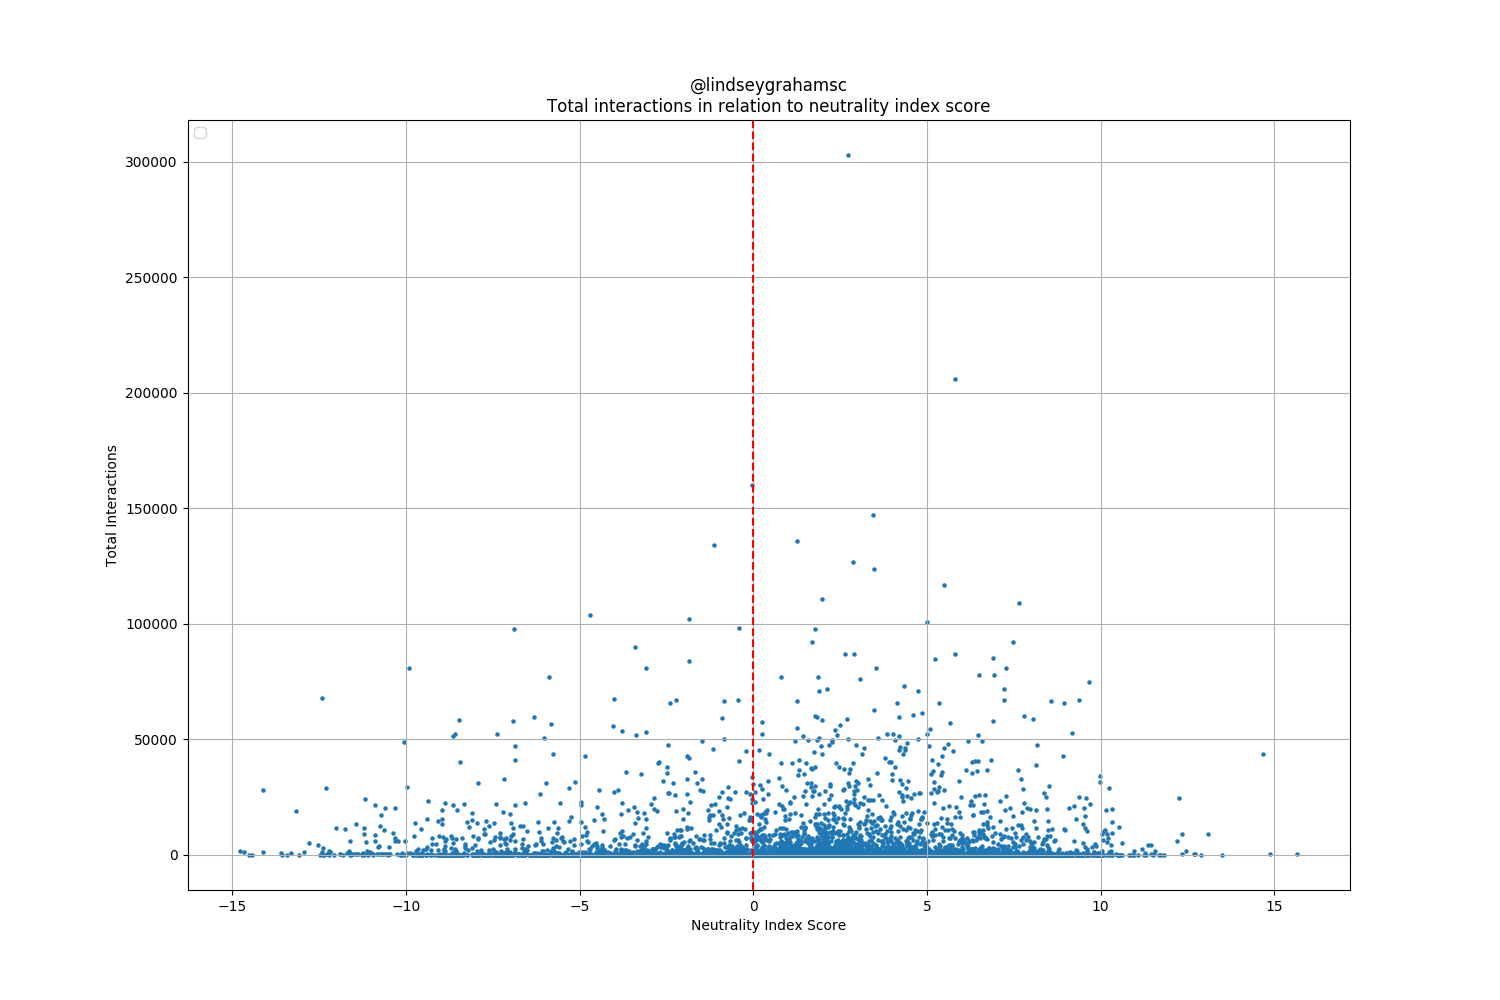 @lindseygrahamsc
Total interactions in relation to neutrality index score
300000
250000
200000
150000
100000
50000
0
Total Interactions
−15 −10 −5 0 5 10 15
Neutrality Index Score